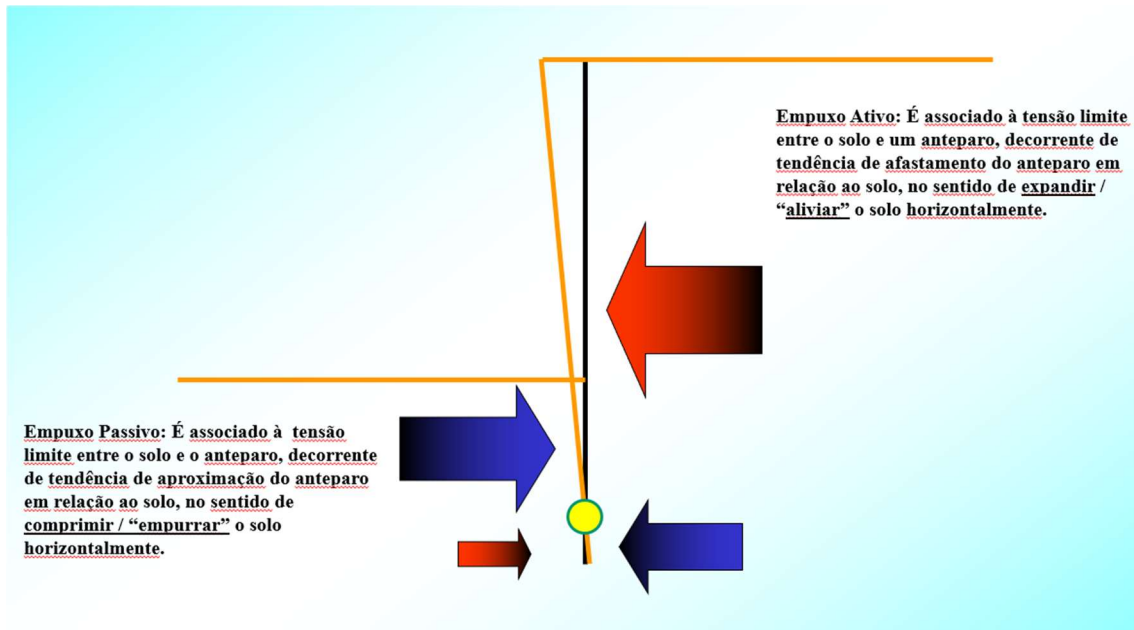 Empuxo Ativo: É associado à tensão limite
entre o solo e um anteparo, decorrente de
tendência de afastamento do anteparo em
relação ao solo, no sentido de expandir /
“aliviar” o solo horizontalmente.
Empuxo Passivo: É associado à tensão
limite entre o solo e o anteparo, decorrente
de tendência de aproximação do anteparo
em relação ao solo, no sentido de
comprimir / “empurrar” o solo
horizontalmente.